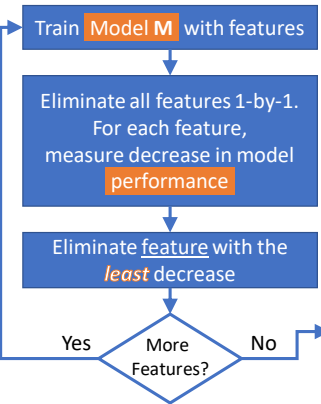 Train Model M with features
Eliminate all features 1-by-1.
For each feature,
measure decrease in model
performance
Eliminate feature with the
least decrease
Yes
More
No
Features?